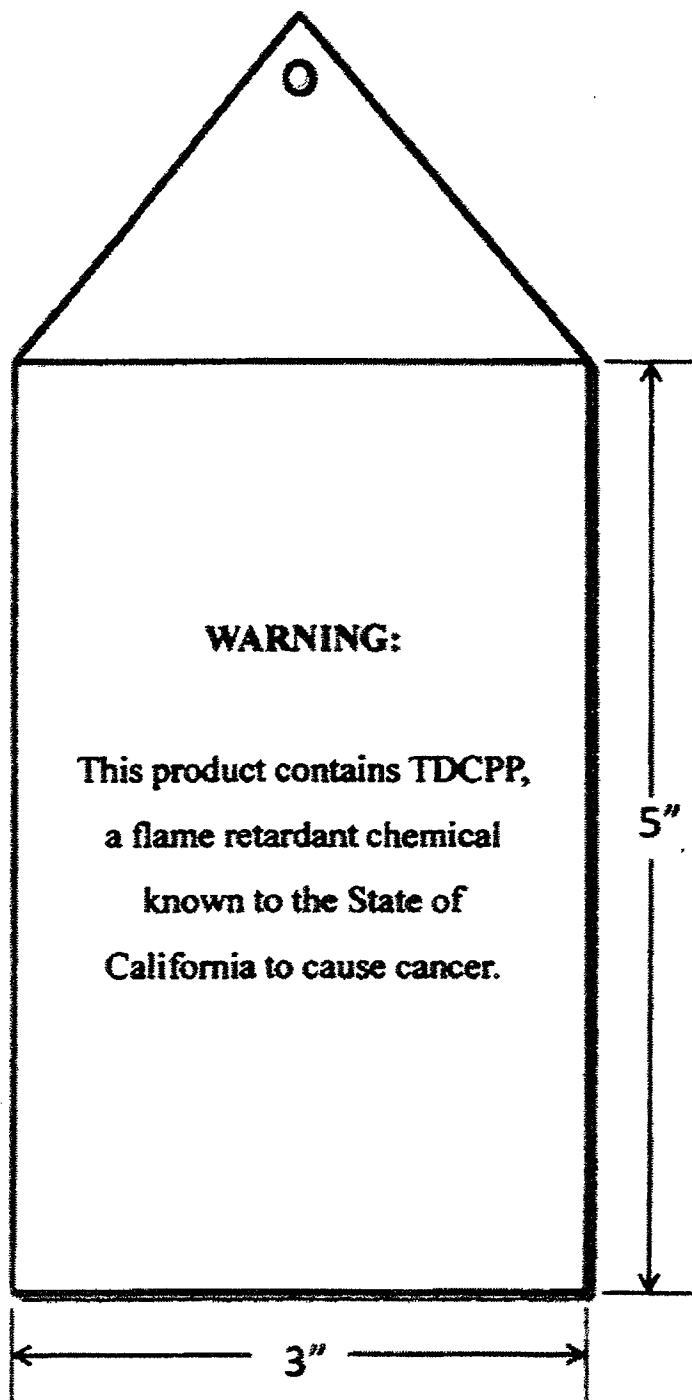 WARNING:
This product contains TDCPP,
a flame retardant chemical
known to the State of
California to cause cancer.
5"
3"